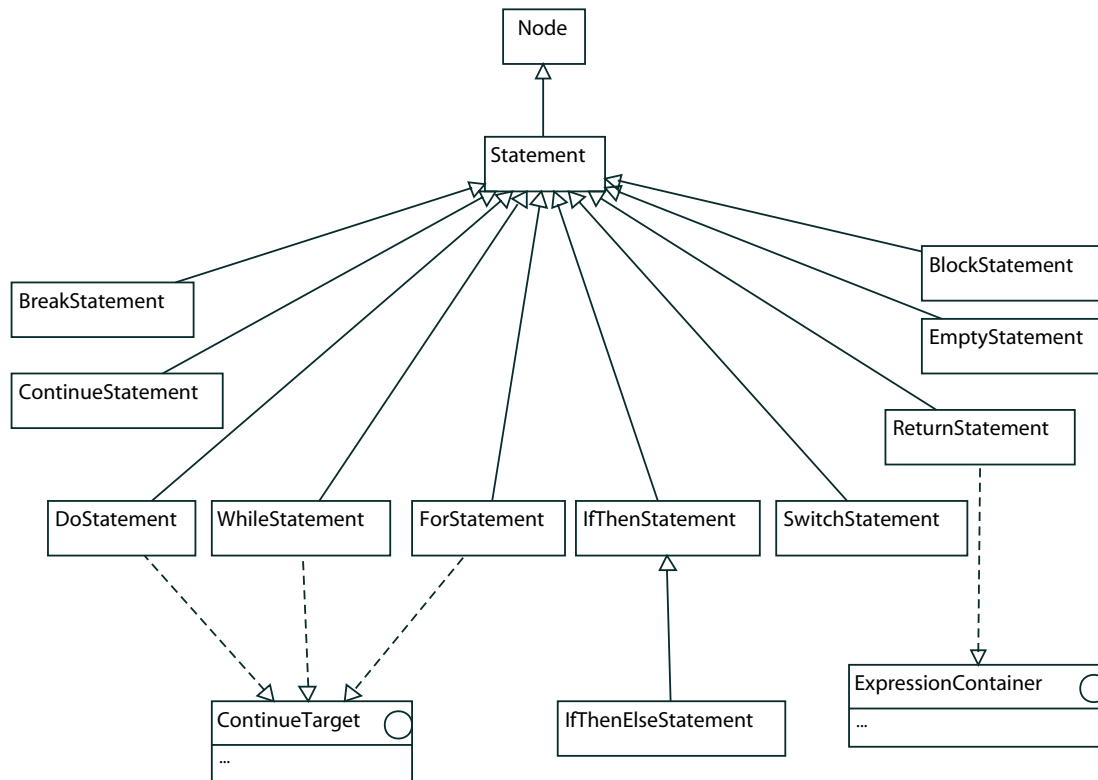 Node
Statement
BlockStatement
BreakStatement
EmptyStatement
ContinueStatement
ReturnStatement
DoStatement
WhileStatement
ForStatement
IfThenStatement
SwitchStatement
ExpressionContainer
...
ContinueTarget
...
IfThenElseStatement